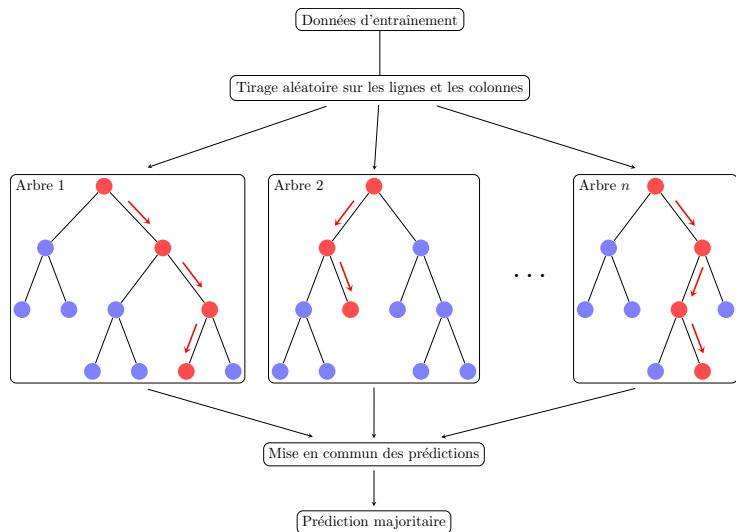 Données d'entraînement
Tirage aléatoire sur les lignes et les colonnes
Arbre 1
Arbre 2
...
Arbre n
Mise en commun des prédictions
Prédiction majoritaire